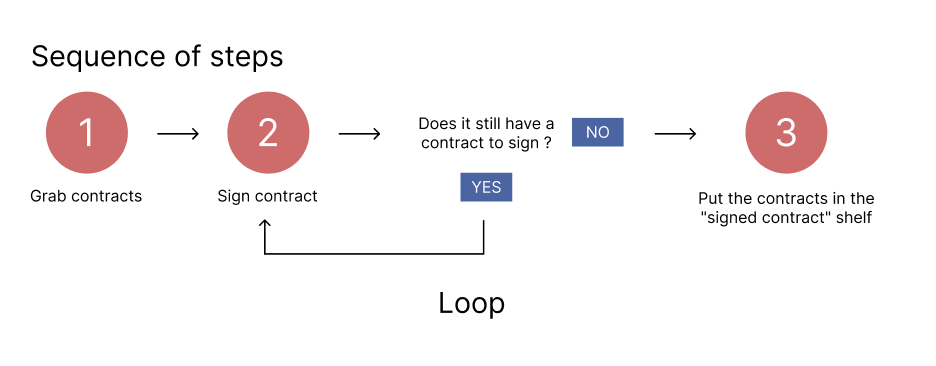 Sequence of steps
1
2
Does it still have a
contract to sign ?
NO
3
YES
Grab contracts
Sign contract
Put the contracts in the
"signed contract" shelf
Loop